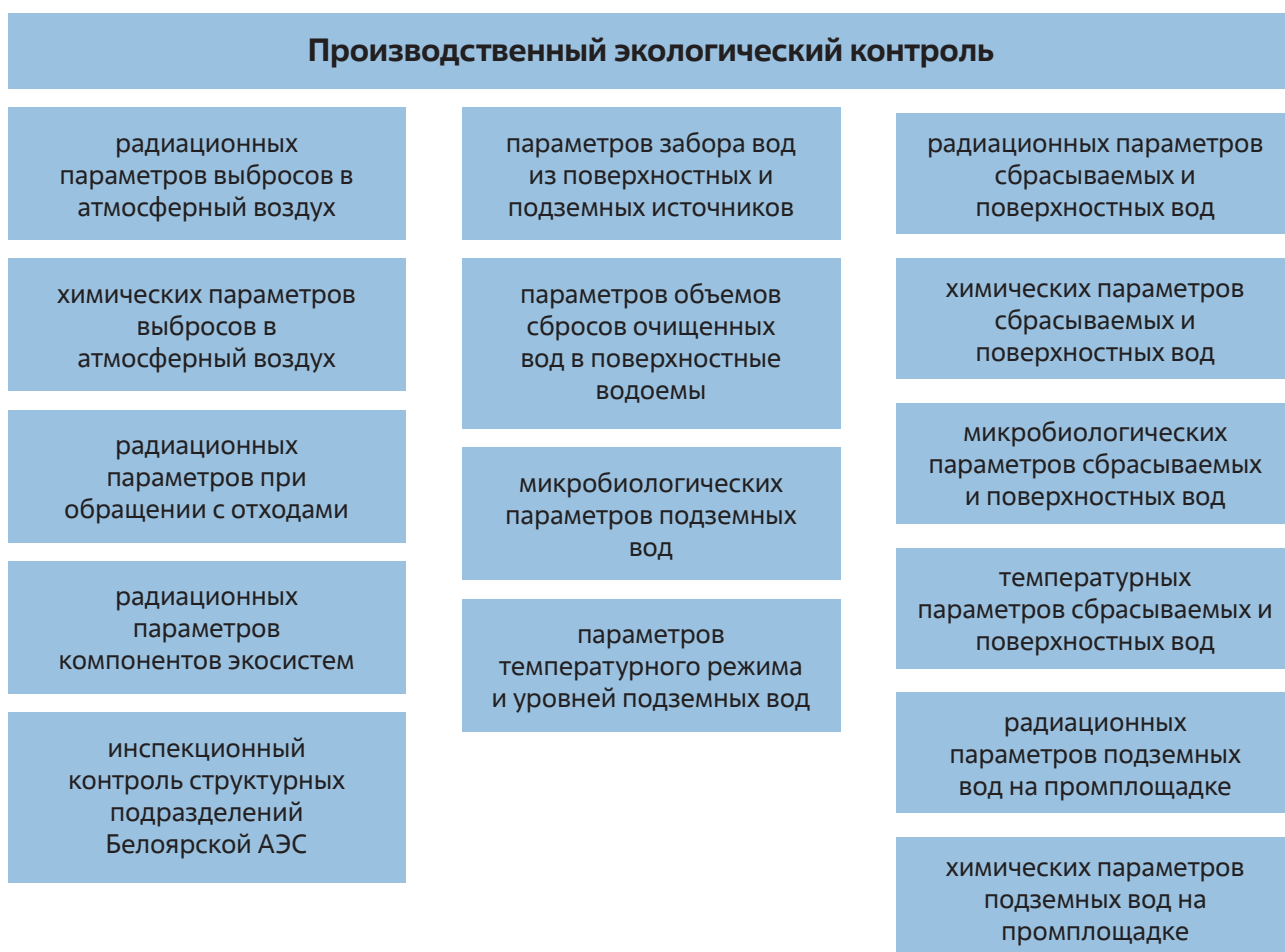 Производственный экологический контроль
радиационных
параметров выбросов в
атмосферный воздух
химических параметров
выбросов в
атмосферный воздух
радиационных
параметров при
обращении с отходами
радиационных
параметров
компонентов экосистем
инспекционный
контроль структурных
подразделений
Белоярской АЭС
параметров забора вод
из поверхностных и
подземных источников
параметров объемов
сбросов очищенных
вод в поверхностные
водоемы
микробиологических
параметров подземных
вод
параметров
температурного режима
и уровней подземных вод
радиационных параметров
сбрасываемых и
поверхностных вод
химических параметров
сбрасываемых и
поверхностных вод
микробиологических
параметров сбрасываемых
и поверхностных вод
температурных
параметров сбрасываемых и
поверхностных вод
радиационных
параметров подземных
вод на промплощадке
химических параметров
подземных вод на
промплощадке